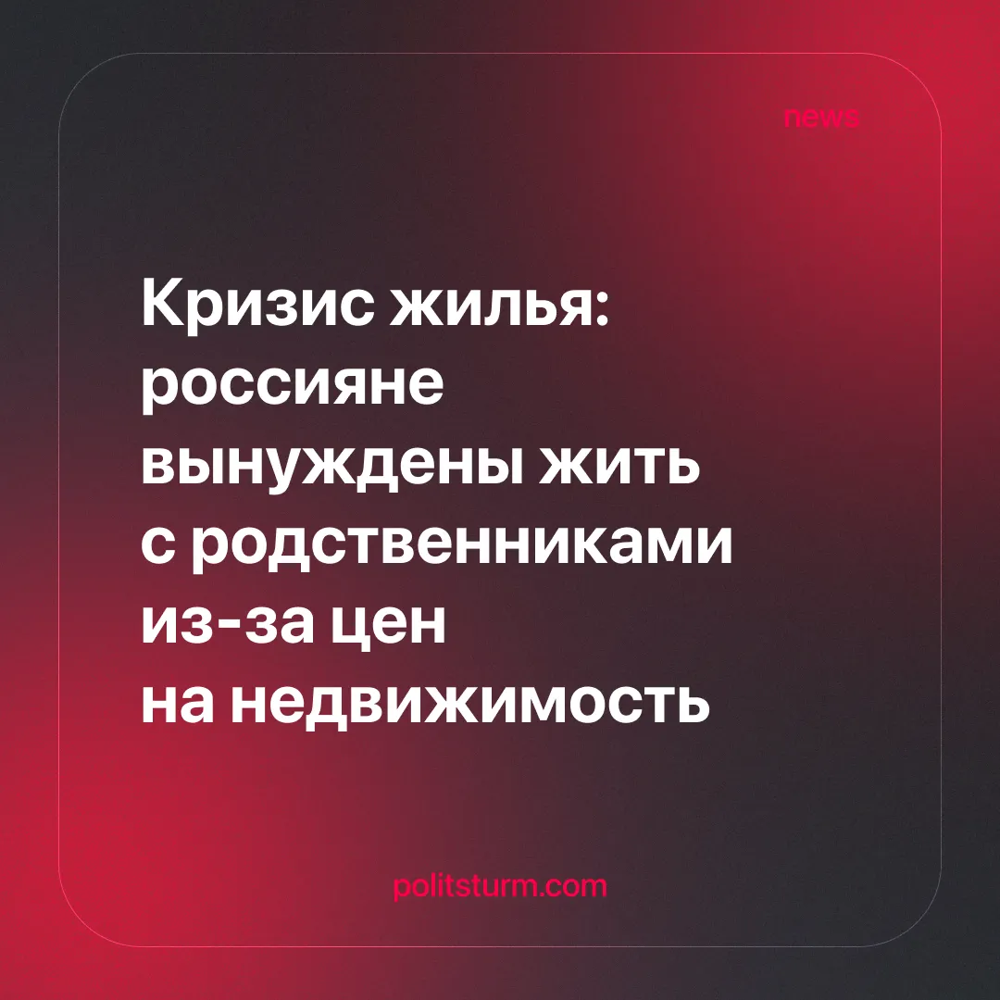 news
Кризис жилья:
россияне
вынуждены жить
с родственниками
из-за цен
на недвижимость
politsturm.com